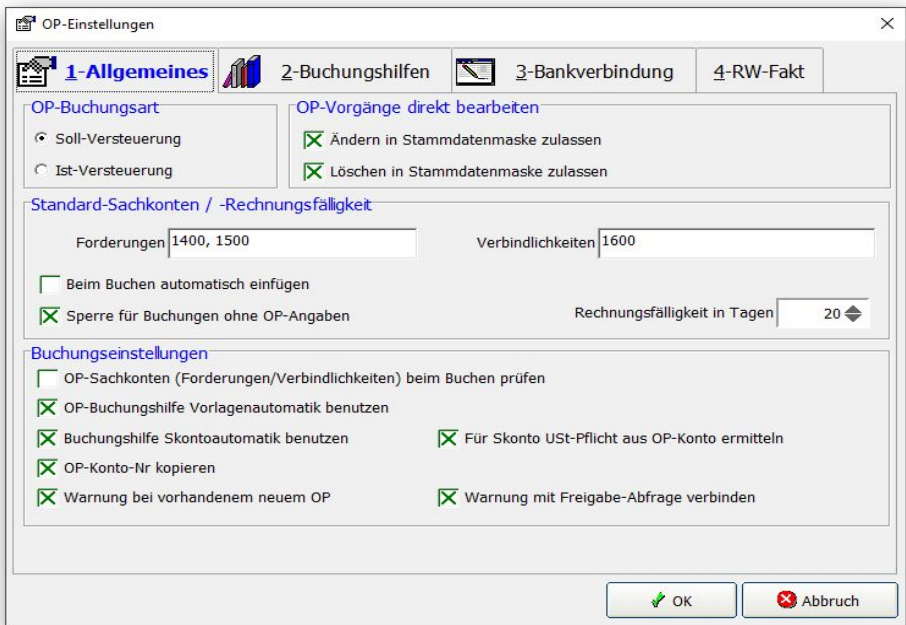 OP-Einstellungen
1-Allgemeines 2-Buchungshilfen 3-Bankverbindung 4-RW-Fakt
OP-Buchungsart
Soll-Versteuerung
Ist-Versteuerung
OP-Vorgänge direkt bearbeiten
Ändern in Stammdatenmaske zulassen
Löschen in Stammdatenmaske zulassen
Standard-Sachkonten / -Rechnungsfälligkeit
Forderungen 1400, 1500 Verbindlichkeiten 1600
Beim Buchen automatisch einfügen
Sperre für Buchungen ohne OP-Angaben Rechnungsfälligkeit in Tagen 20
Buchungseinstellungen
OP-Sachkonten (Forderungen/Verbindlichkeiten) beim Buchen prüfen
OP-Buchungshilfe Vorlagenautomatik benutzen
Buchungshilfe Skontoautomatik benutzen Für Skonto USt-Pflicht aus OP-Konto ermitteln
OP-Konto-Nr kopieren
Warnung bei vorhandenem neuem OP Warnung mit Freigabe-Abfrage verbinden
OK Abbruch